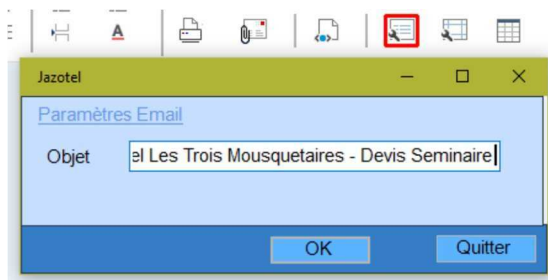 A
Jazotel
Paramètres Email
Objet
el Les Trois Mousquetaires - Devis Seminaire
OK Quitter